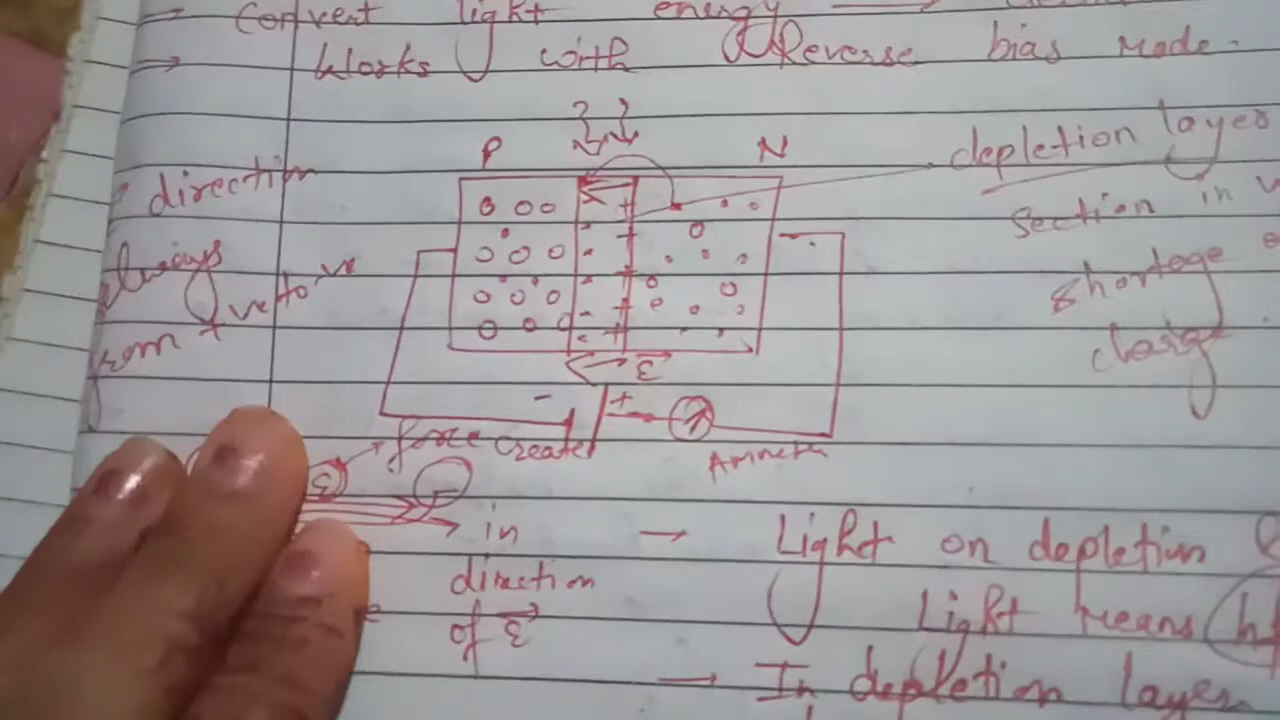 ⇒ Convert light energy →
⇒ Works with Reverse bias Mode.
P N
depletion layer
direction
always
from +ve to -ve
section in
shortage
charge
ε
- +
force create
Ammeter
ε
in
direction
of ε
→ Light on depletion
Light means h
→ In depletion layer